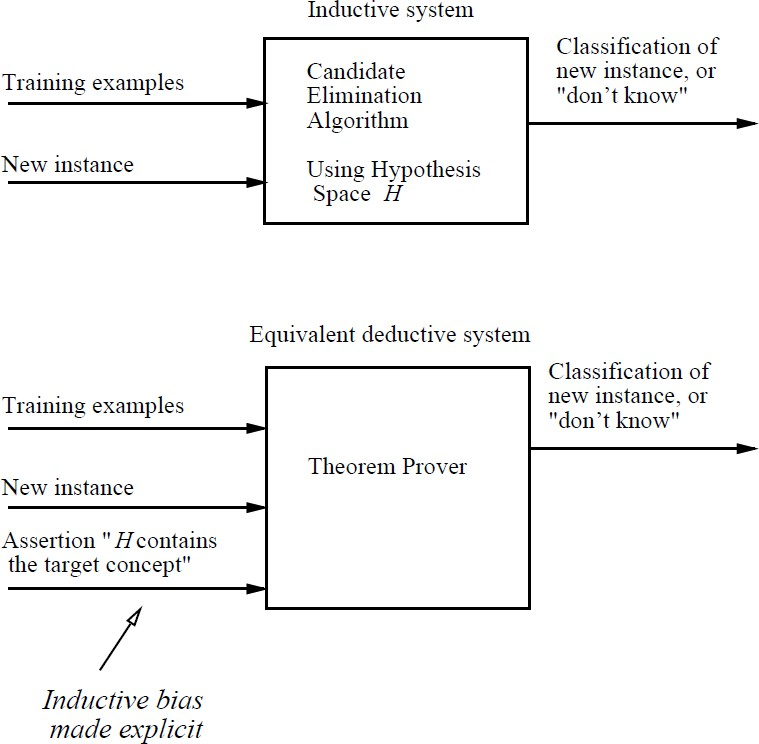 Inductive system
Training examples
New instance
Candidate
Elimination
Algorithm
Using Hypothesis
Space H
Classification of
new instance, or
"don't know"
Equivalent deductive system
Training examples
New instance
Assertion "H contains
the target concept"
Theorem Prover
Classification of
new instance, or
"don't know"
Inductive bias
made explicit